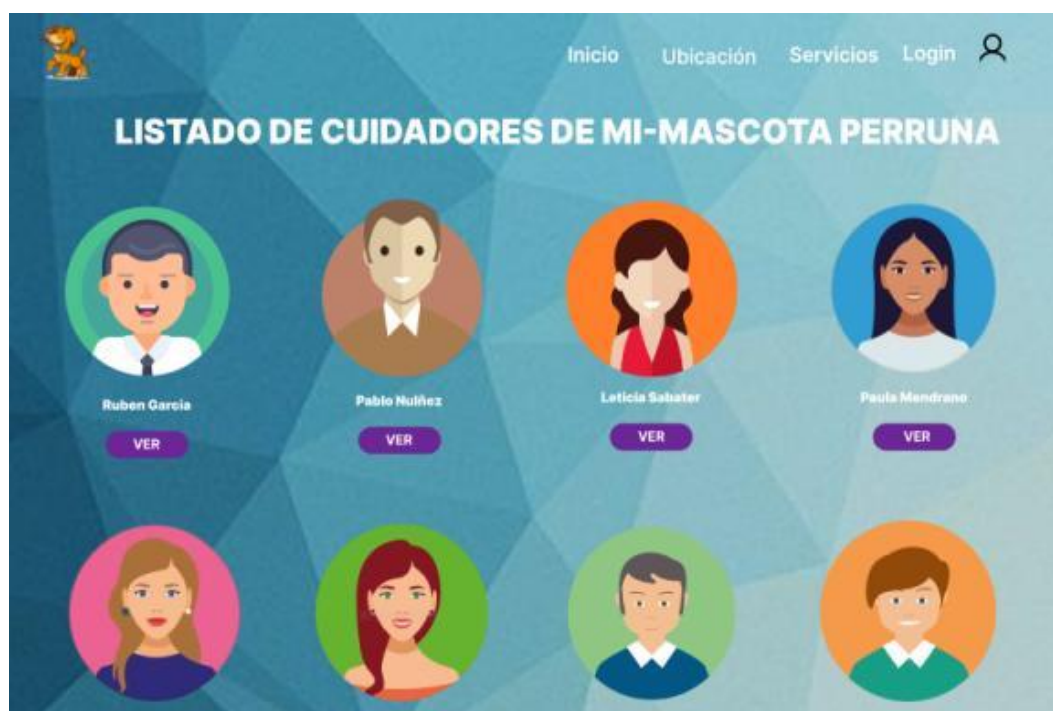 Inicio Ubicación Servicios Login
LISTADO DE CUIDADORES DE MI-MASCOTA PERRUNA
Ruben Garcia Pablo Nulñez Leticia Sabater Paula Mendrano
VER VER VER VER